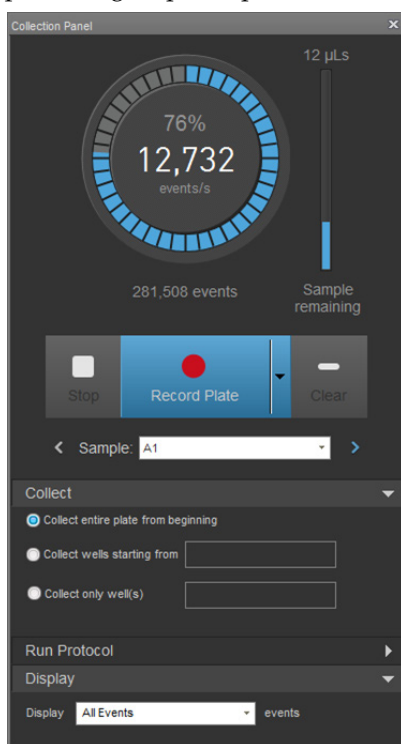 Collection Panel ×
12 µLs
76%
12,732
events/s
281,508 events
Sample
remaining
Stop Record Plate Clear
Sample: A1
Collect
Collect entire plate from beginning
Collect wells starting from
Collect only well(s)
Run Protocol
Display
Display All Events events